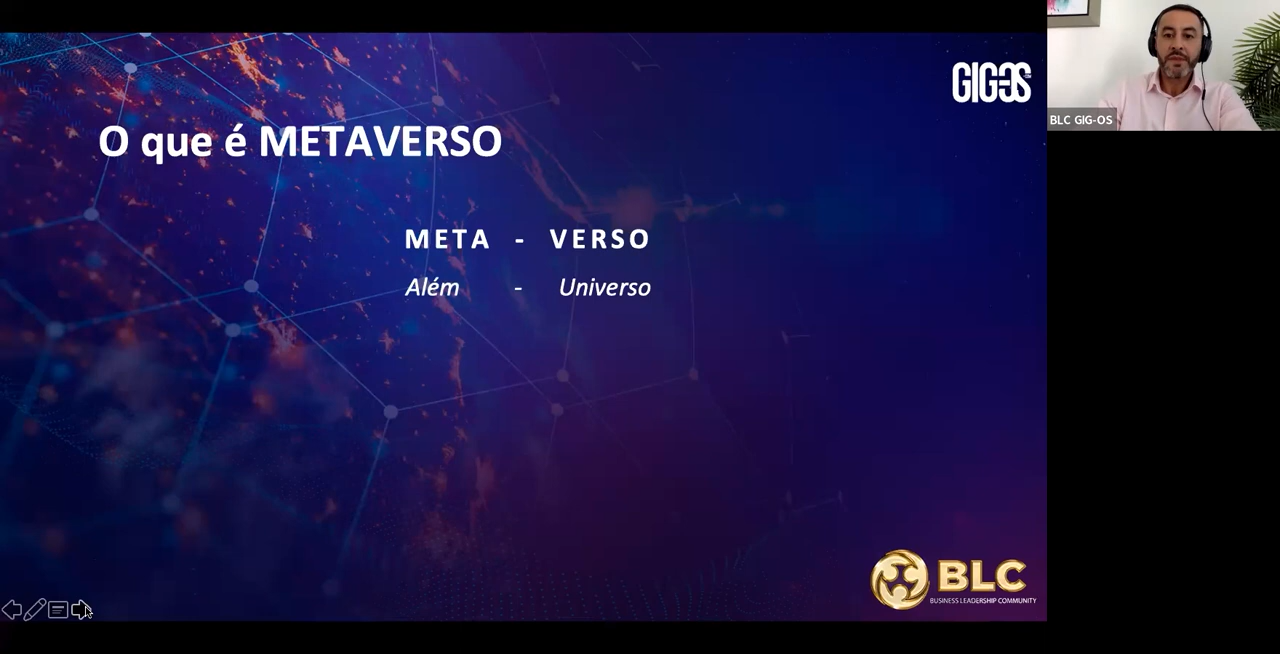 GIGOS
O que é METAVERSO
META - VERSO
Além - Universo
BLC GIG-OS
BLC
BUSINESS LEADERSHIP COMMUNITY